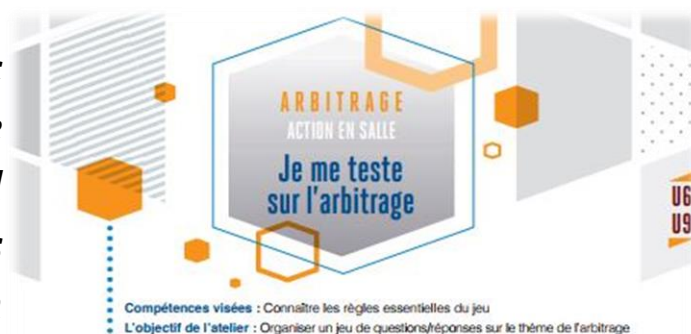 ARBITRAGE
ACTION EN SALLE
Je me teste
sur l'arbitrage
U6
U9
Compétences visées : Connaître les règles essentielles du jeu
L'objectif de l'atelier : Organiser un jeu de questions/réponses sur le thème de l'arbitrage